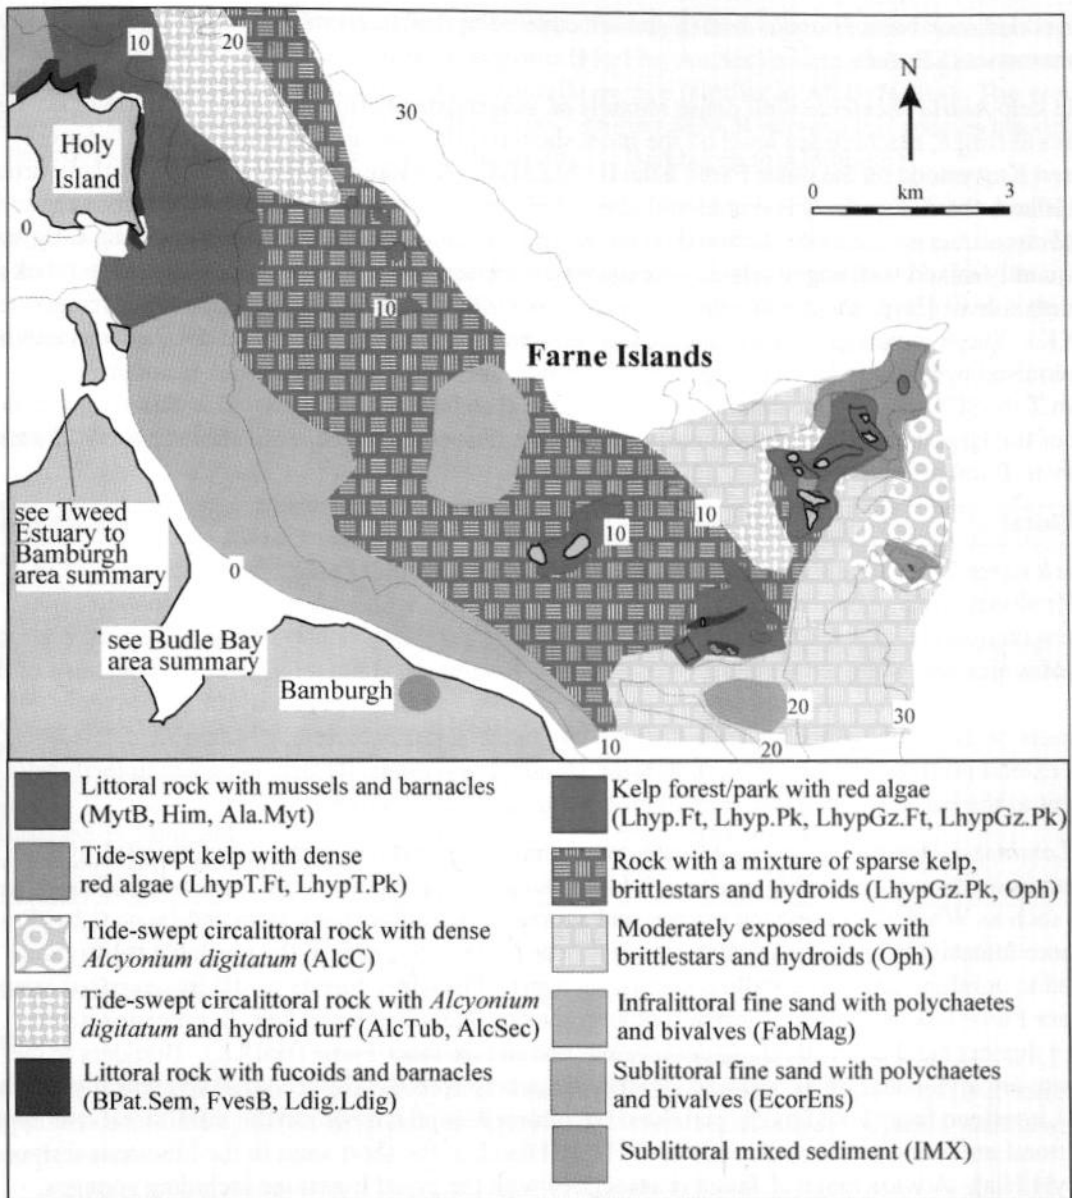 10
20
30
N
0 km 3
Holy
Island
0
10
Farne Islands
10
10
see Tweed
Estuary to
Bamburgh
area summary
0
see Budle Bay
area summary
Bamburgh
20
30
10
20
Littoral rock with mussels and barnacles
(MytB, Him, Ala.Myt)
Tide-swept kelp with dense
red algae (LhypT.Ft, LhypT.Pk)
Tide-swept circalittoral rock with dense
Alcyonium digitatum (AlcC)
Tide-swept circalittoral rock with Alcyonium
digitatum and hydroid turf (AlcTub, AlcSec)
Littoral rock with fucoids and barnacles
(BPat.Sem, FvesB, Ldig.Ldig)
Kelp forest/park with red algae
(Lhyp.Ft, Lhyp.Pk, LhypGz.Ft, LhypGz.Pk)
Rock with a mixture of sparse kelp,
brittlestars and hydroids (LhypGz.Pk, Oph)
Moderately exposed rock with
brittlestars and hydroids (Oph)
Infralittoral fine sand with polychaetes
and bivalves (FabMag)
Sublittoral fine sand with polychaetes
and bivalves (EcorEns)
Sublittoral mixed sediment (IMX)